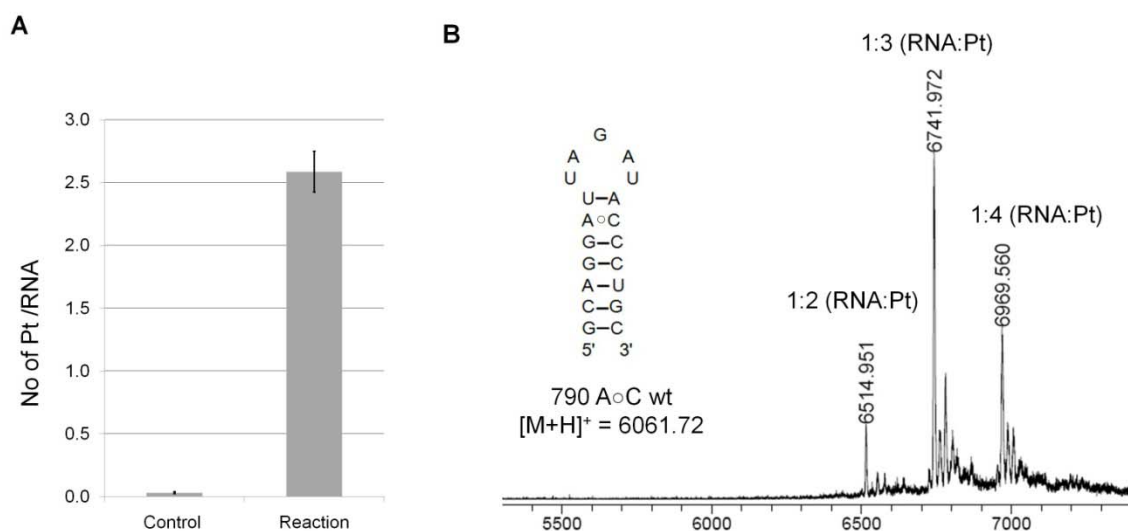 A
No of Pt /RNA
3.0
2.5
2.0
1.5
1.0
0.5
0.0
Control Reaction
B
1:3 (RNA:Pt)
6741.972
1:4 (RNA:Pt)
6969.560
1:2 (RNA:Pt)
6514.951
G
A A
U U
U–A
A○C
G–C
G–C
A–U
C–G
G–C
5' 3'
790 A○C wt
[M+H]⁺ = 6061.72
5500 6000 6500 7000